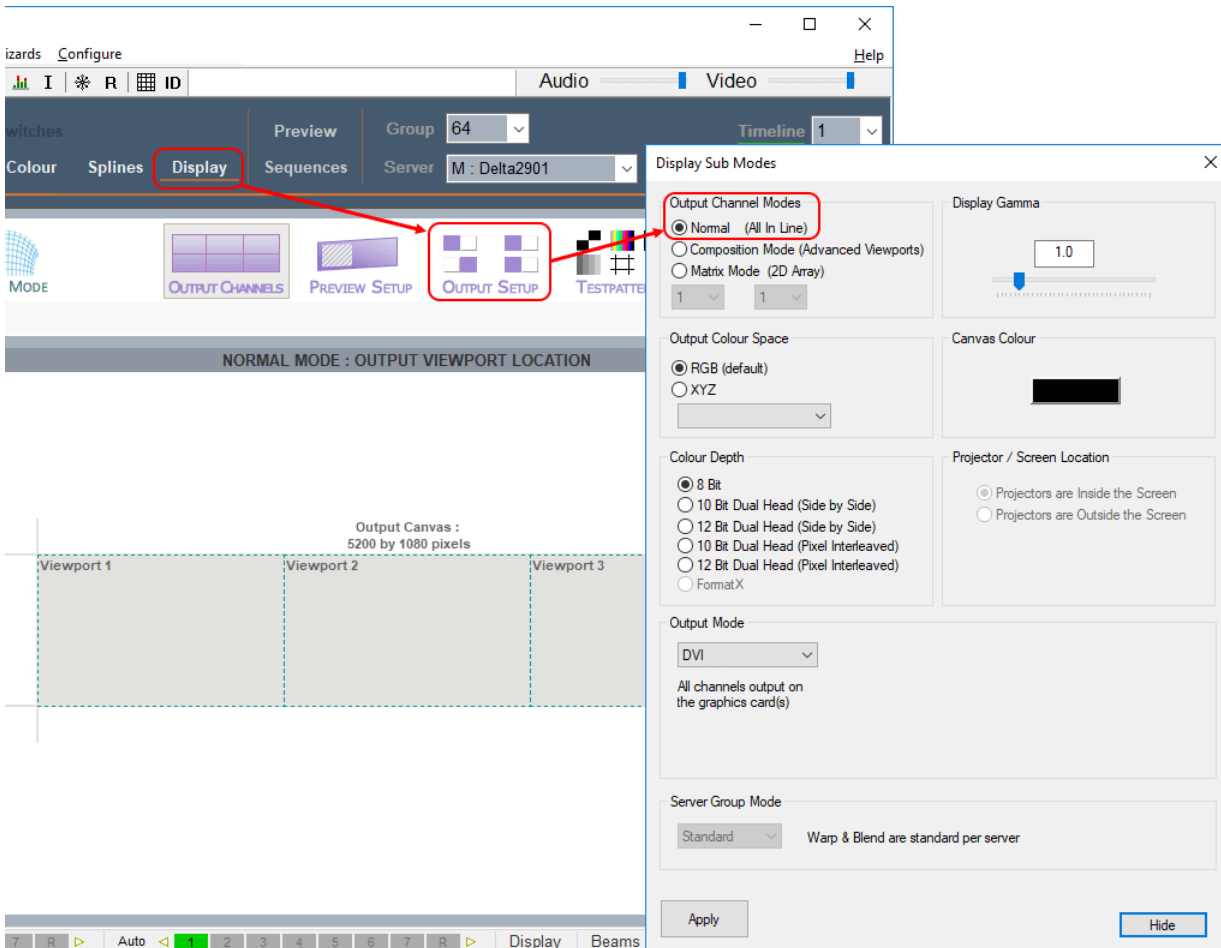 izards Configure
Help
I R ID
Audio Video
witches
Preview Group 64 Timeline 1
Colour Splines Display Sequences Server M : Delta2901
MODE OUTPUT CHANNELS PREVIEW SETUP OUTPUT SETUP TESTPATTE
NORMAL MODE : OUTPUT VIEWPORT LOCATION
Output Canvas :
5200 by 1080 pixels
Viewport 1 Viewport 2 Viewport 3
7 R Auto 1 2 3 4 5 6 7 R Display Beams
Display Sub Modes
Output Channel Modes
Normal (All In Line)
Composition Mode (Advanced Viewports)
Matrix Mode (2D Array)
1 1
Display Gamma
1.0
Output Colour Space
RGB (default)
XYZ
Canvas Colour
Colour Depth
8 Bit
10 Bit Dual Head (Side by Side)
12 Bit Dual Head (Side by Side)
10 Bit Dual Head (Pixel Interleaved)
12 Bit Dual Head (Pixel Interleaved)
FormatX
Projector / Screen Location
Projectors are Inside the Screen
Projectors are Outside the Screen
Output Mode
DVI
All channels output on
the graphics card(s)
Server Group Mode
Standard Warp & Blend are standard per server
Apply Hide